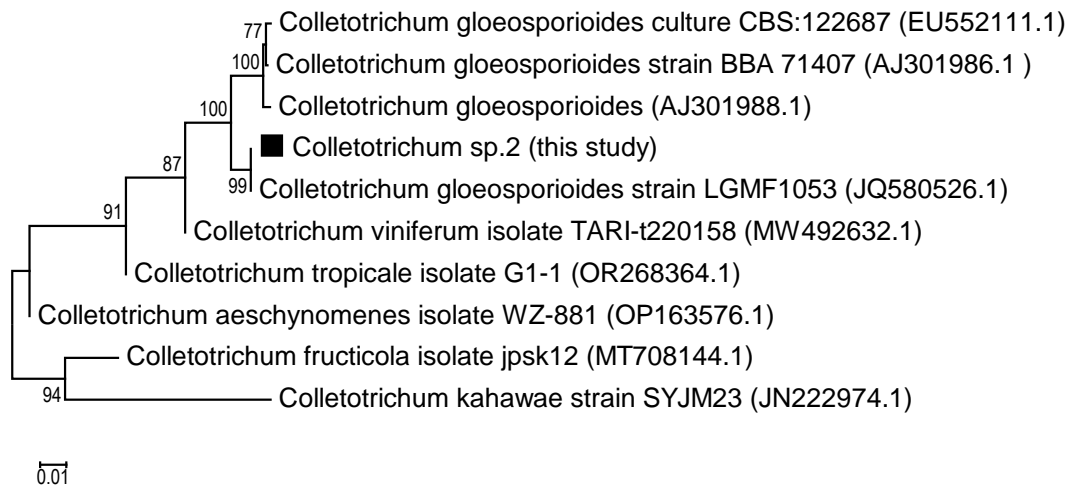 Colletotrichum gloeosporioides culture CBS:122687 (EU552111.1)
77
Colletotrichum gloeosporioides strain BBA 71407 (AJ301986.1 )
100
Colletotrichum gloeosporioides (AJ301988.1)
100
Colletotrichum sp.2 (this study)
87
99
Colletotrichum gloeosporioides strain LGMF1053 (JQ580526.1)
91
Colletotrichum viniferum isolate TARI-t220158 (MW492632.1)
Colletotrichum tropicale isolate G1-1 (OR268364.1)
Colletotrichum aeschynomenes isolate WZ-881 (OP163576.1)
Colletotrichum fructicola isolate jpsk12 (MT708144.1)
94
Colletotrichum kahawae strain SYJM23 (JN222974.1)
0.01